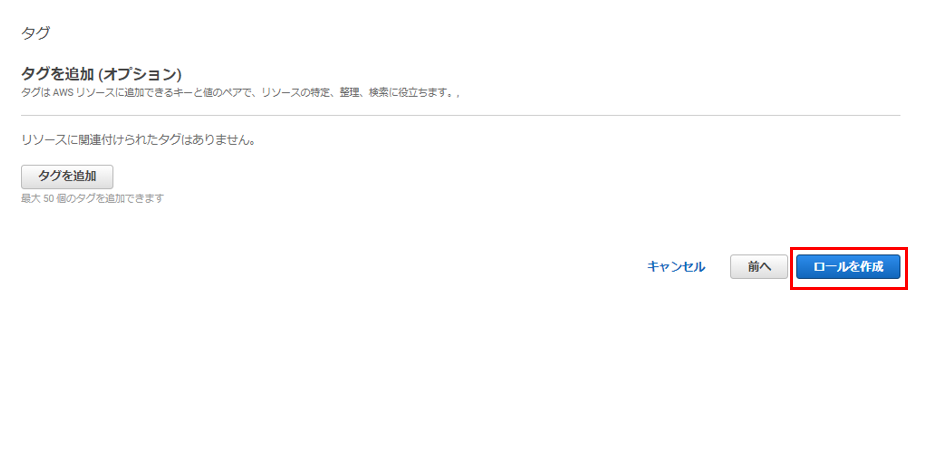 タグ
タグを追加 (オプション)
タグは AWS リソースに追加できるキーと値のペアで、リソースの特定、整理、検索に役立ちます。,
リソースに関連付けられたタグはありません。
タグを追加
最大 50 個のタグを追加できます
キャンセル 前へ ロールを作成